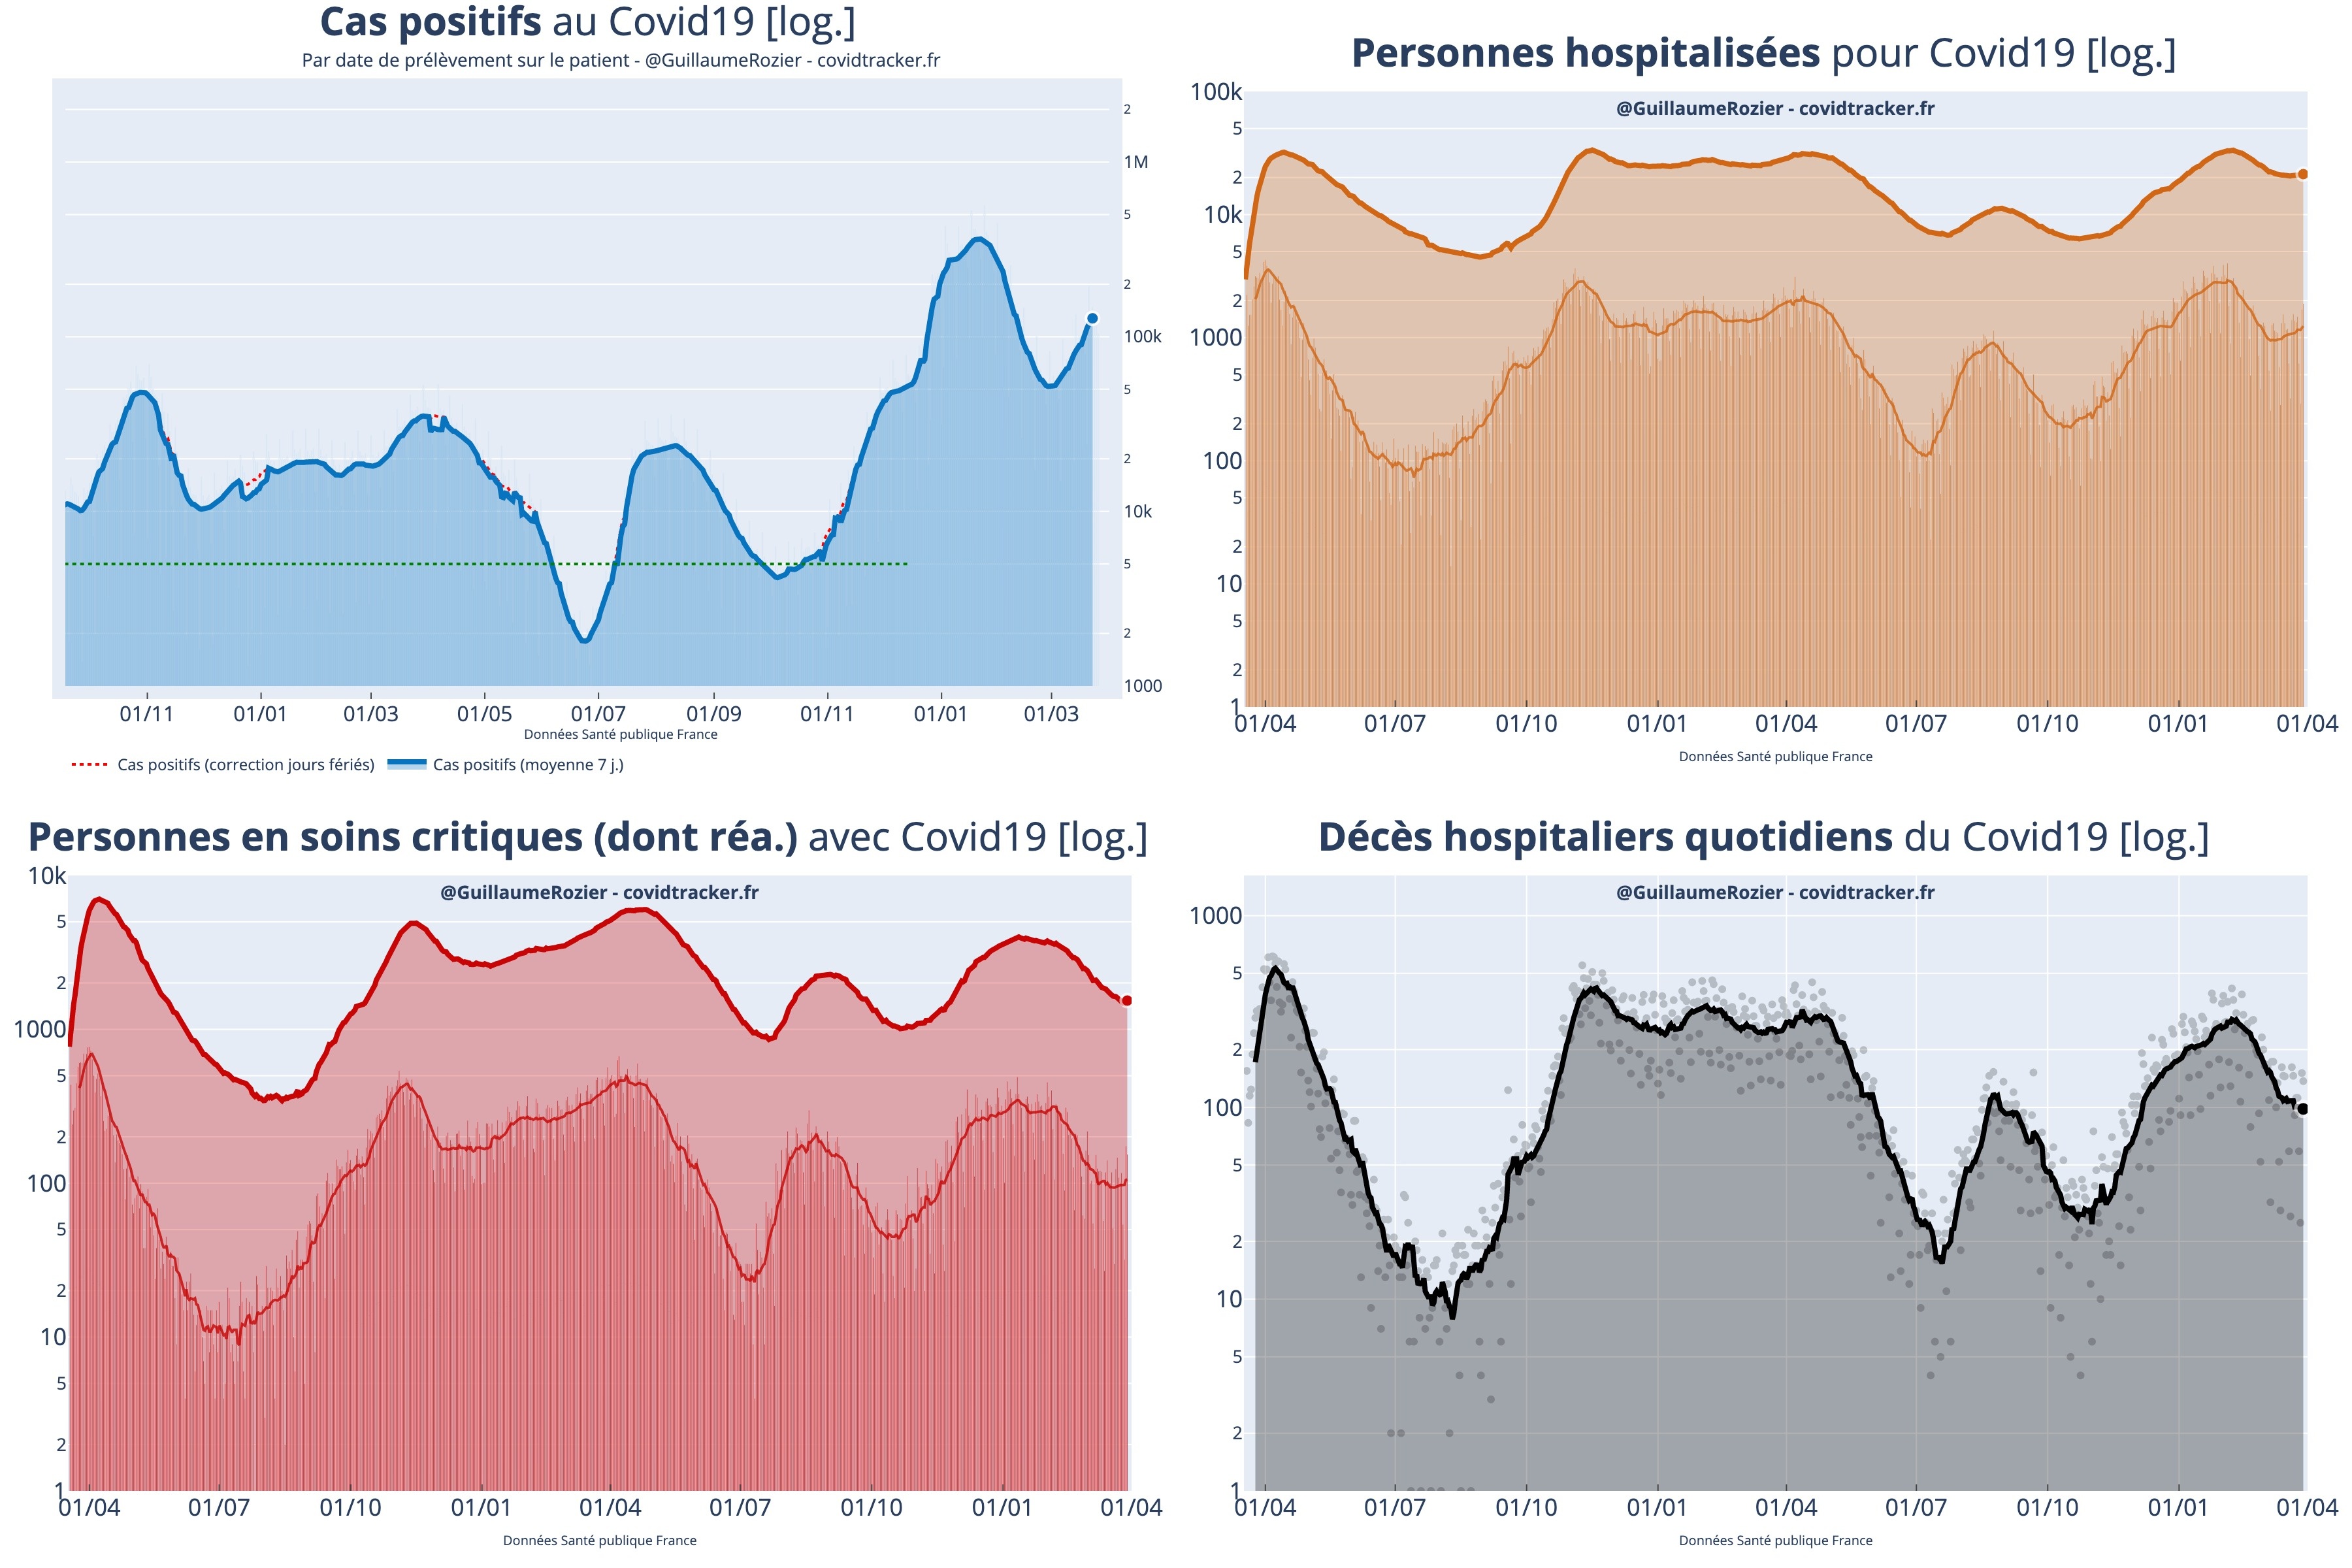 Cas positifs au Covid19 [log.]
Par date de prélèvement sur le patient - @GuillaumeRozier - covidtracker.fr
2
1M
5
2
100k
5
2
10k
5
2
1000
01/11 01/01 01/03 01/05 01/07 01/09 01/11 01/01 01/03
Données Santé publique France
Cas positifs (correction jours fériés) Cas positifs (moyenne 7 j.)
Personnes hospitalisées pour Covid19 [log.]
@GuillaumeRozier - covidtracker.fr
100k
5
2
10k
5
2
1000
5
2
100
5
2
10
5
2
1
01/04 01/07 01/10 01/01 01/04 01/07 01/10 01/01 01/04
Données Santé publique France
Personnes en soins critiques (dont réa.) avec Covid19 [log.]
@GuillaumeRozier - covidtracker.fr
10k
5
2
1000
5
2
100
5
2
10
5
2
1
01/04 01/07 01/10 01/01 01/04 01/07 01/10 01/01 01/04
Données Santé publique France
Décès hospitaliers quotidiens du Covid19 [log.]
@GuillaumeRozier - covidtracker.fr
1000
5
2
100
5
2
10
5
2
1
01/04 01/07 01/10 01/01 01/04 01/07 01/10 01/01 01/04
Données Santé publique France